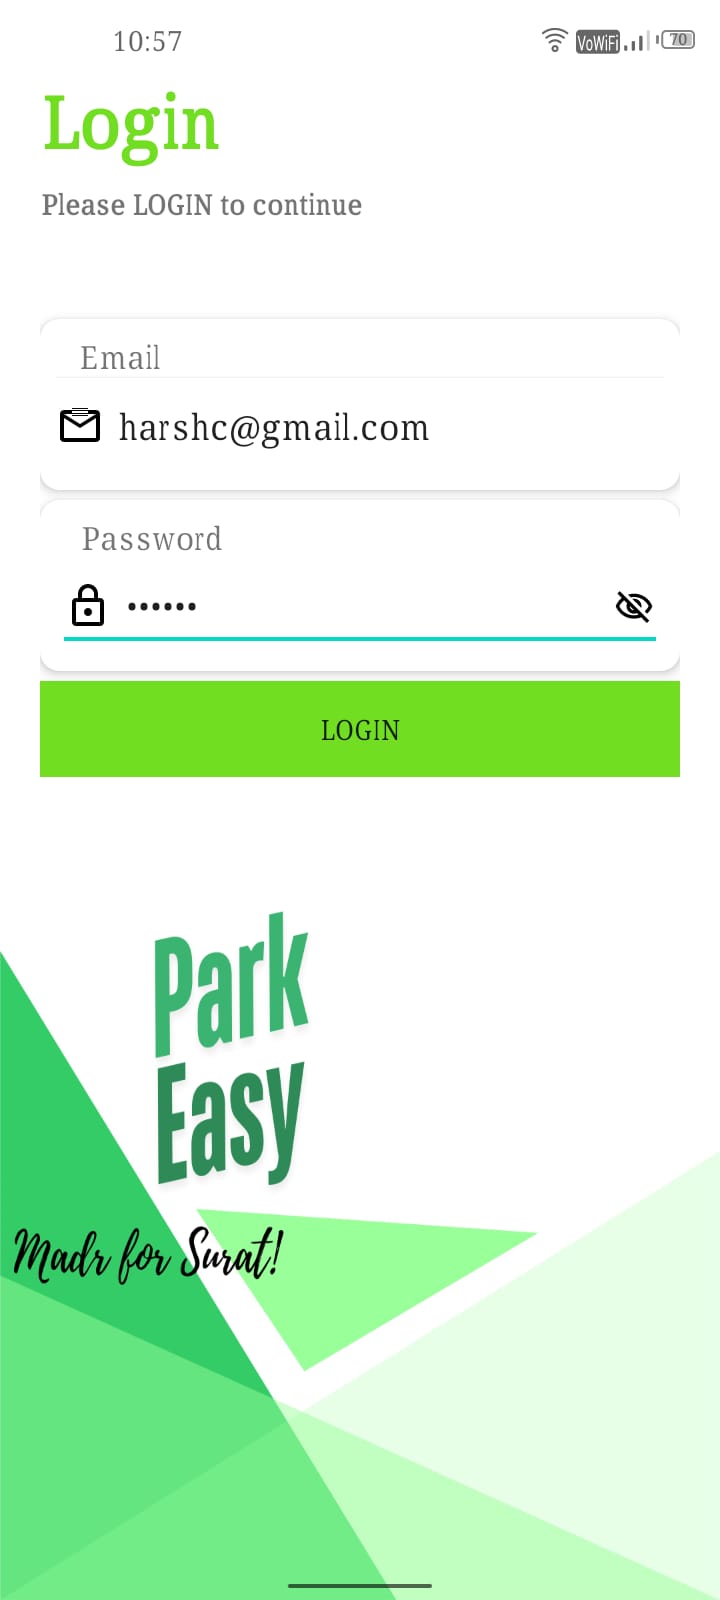 10:57
VoWiFi 70
Login
Please LOGIN to continue
Email
harshc@gmail.com
Password
••••••
LOGIN
Park
Easy
Madr for Surat!